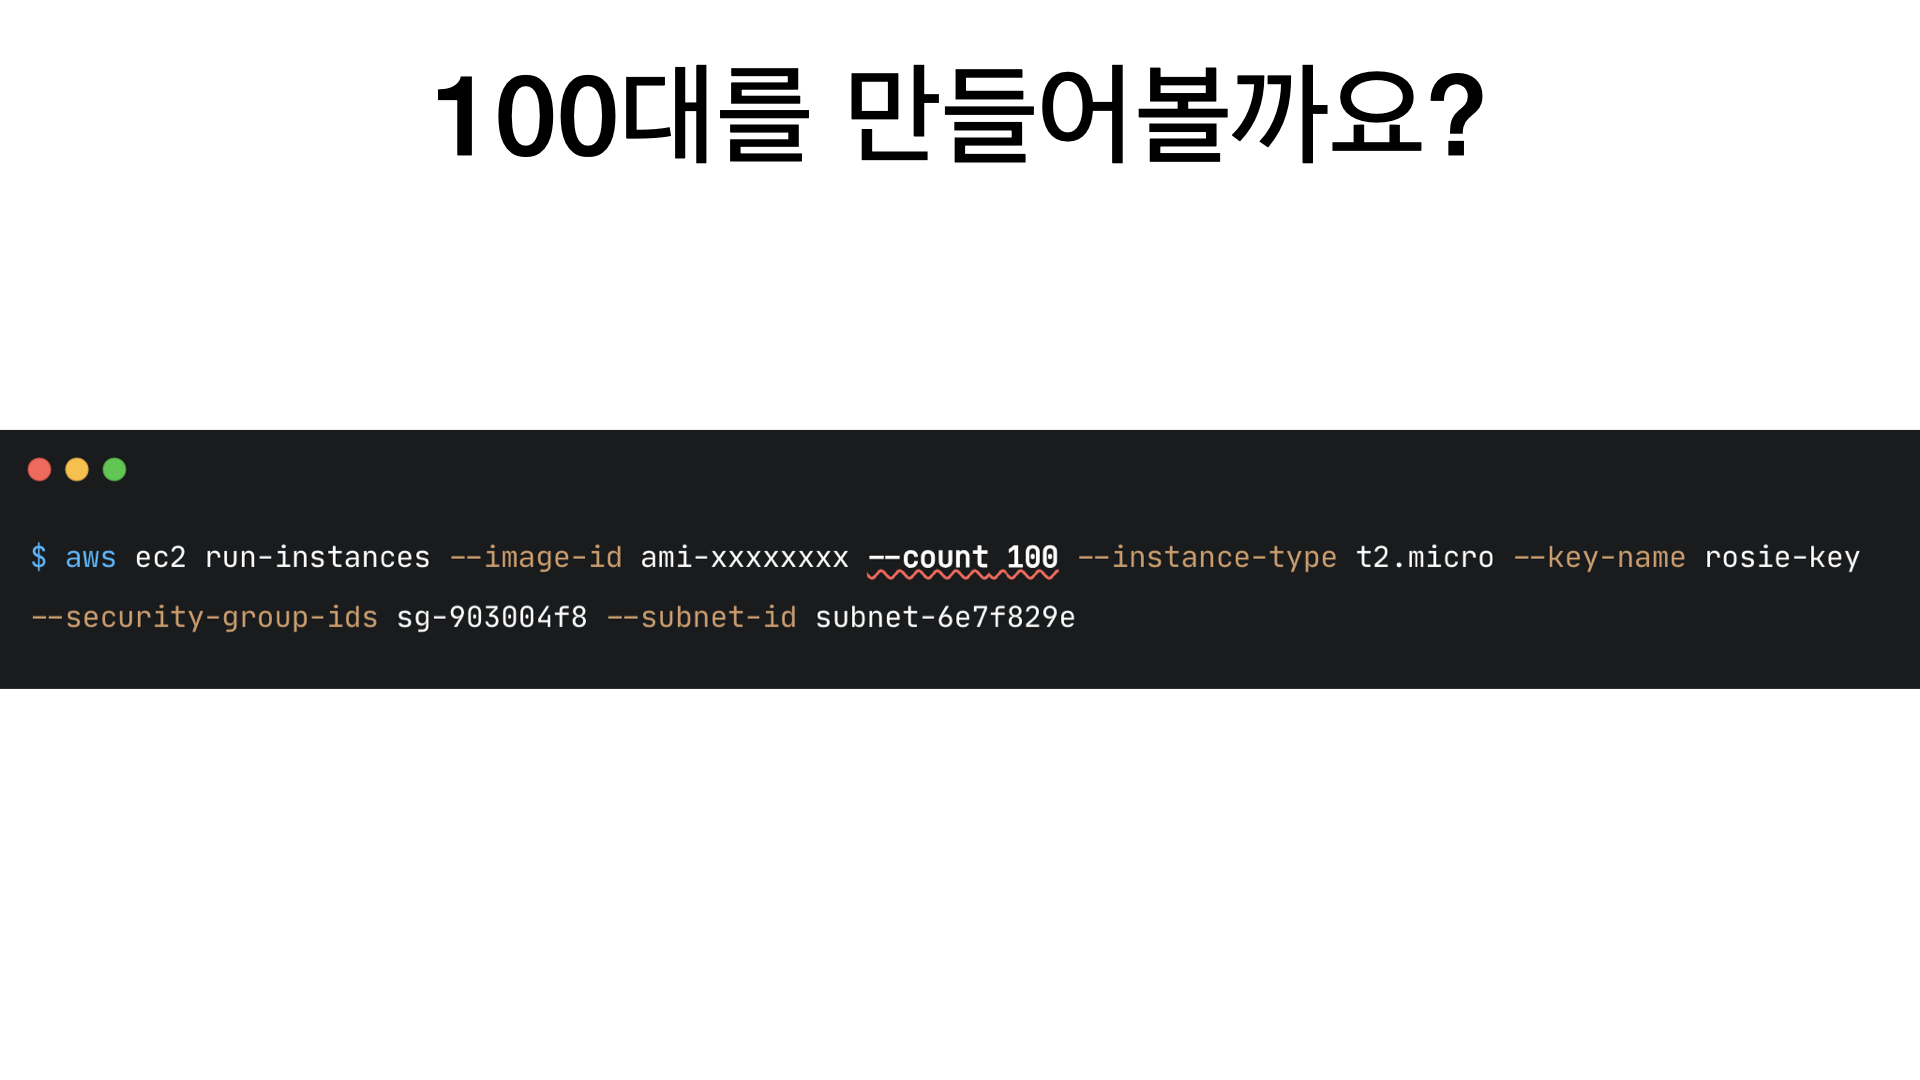 100대를 만들어볼까요?
$ aws ec2 run-instances --image-id ami-xxxxxxxx --count 100 --instance-type t2.micro --key-name rosie-key
--security-group-ids sg-903004f8 --subnet-id subnet-6e7f829e